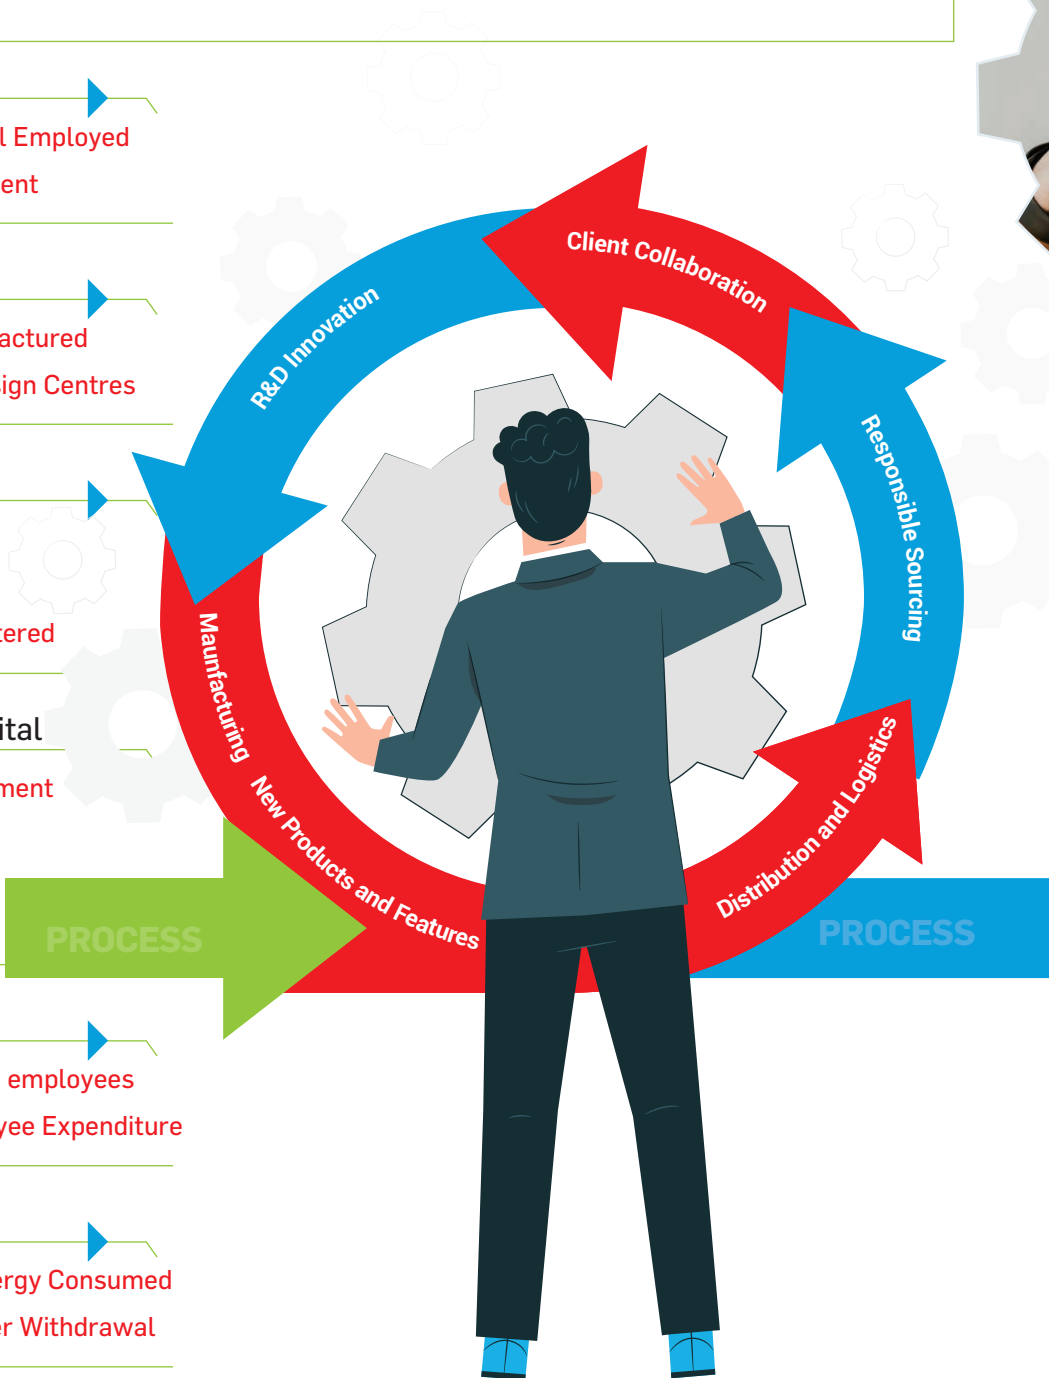 l Employed
ent
actured
ign Centres
tered
ital
ment
employees
yee Expenditure
ergy Consumed
er Withdrawal
Client Collaboration
R&D Innovation
Responsible Sourcing
Maunfacturing
New Products and Features
Distribution and Logistics
PROCESS
PROCESS